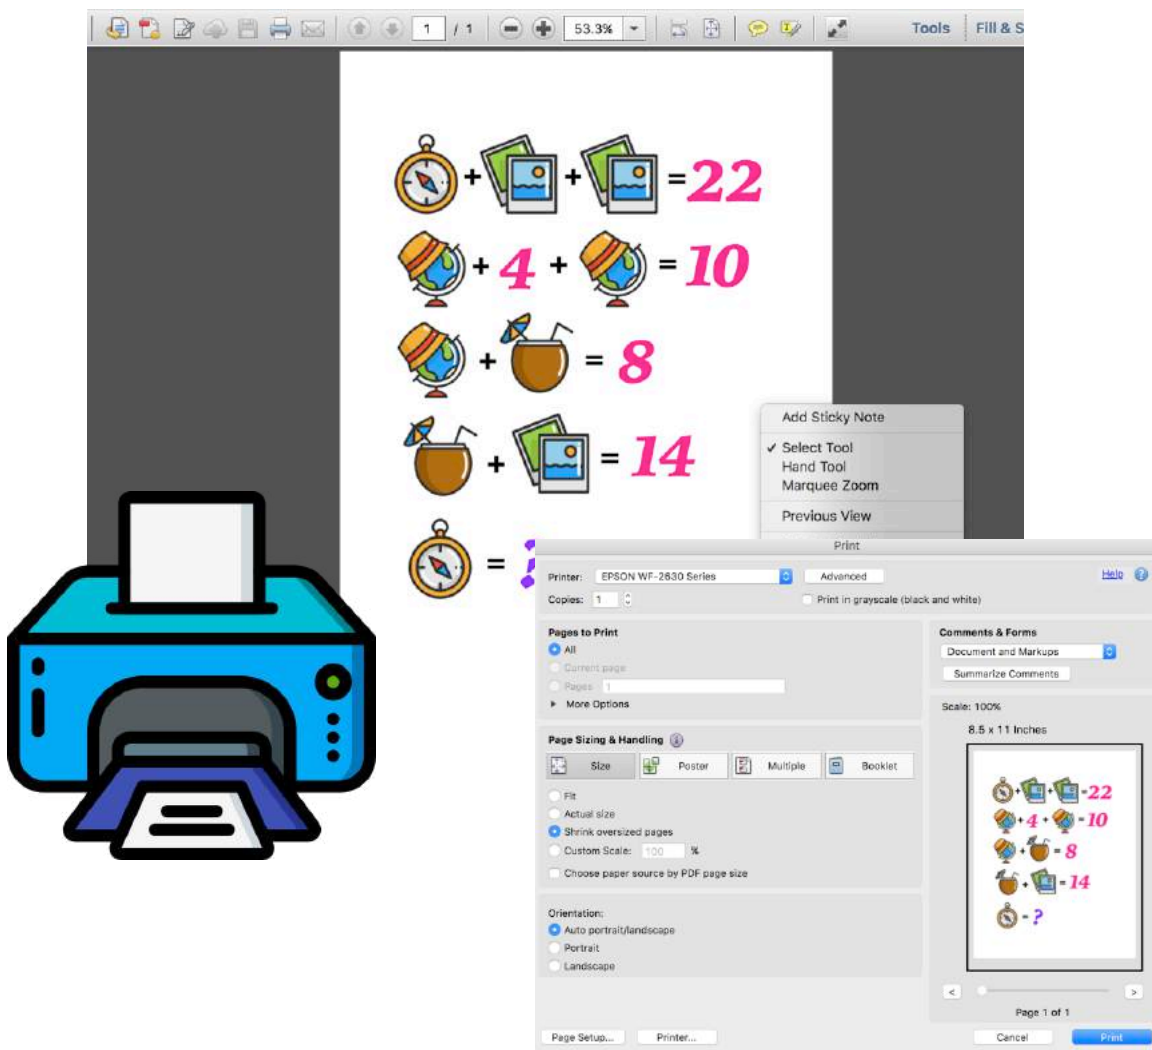 1 / 1 53.3% Tools Fill & S
+ + =22
+ 4 + = 10
+ = 8
+ = 14
= ?
Add Sticky Note
✓ Select Tool
Hand Tool
Marquee Zoom
Previous View
Print
Printer: EPSON WF-2630 Series Advanced Help ?
Copies: 1 Print in grayscale (black and white)
Pages to Print
All
Current page
Pages 1
More Options
Page Sizing & Handling i
Size Poster Multiple Booklet
Fit
Actual size
Shrink oversized pages
Custom Scale: 100 %
Choose paper source by PDF page size
Orientation:
Auto portrait/landscape
Portrait
Landscape
Comments & Forms
Document and Markups
Summarize Comments
Scale: 100%
8.5 x 11 Inches
+ + =22
+ 4 + = 10
+ = 8
+ = 14
= ?
< >
Page 1 of 1
Page Setup... Printer... Cancel Print